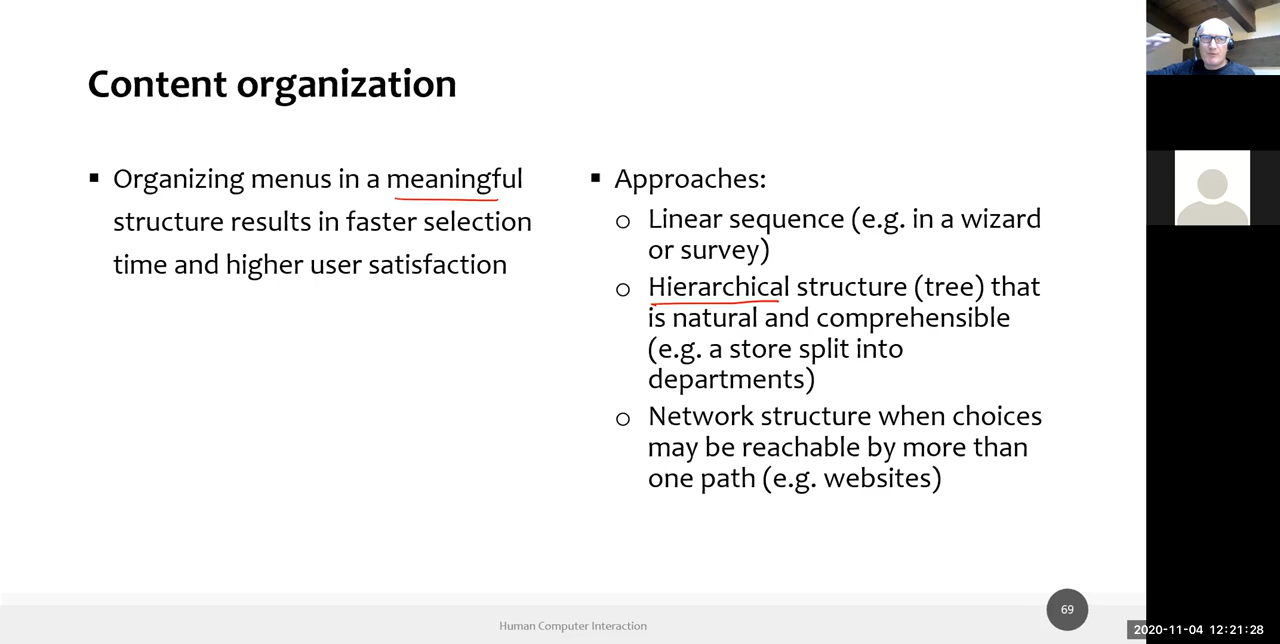 Content organization
▪ Organizing menus in a meaningful
structure results in faster selection
time and higher user satisfaction
▪ Approaches:
o Linear sequence (e.g. in a wizard
or survey)
o Hierarchical structure (tree) that
is natural and comprehensible
(e.g. a store split into
departments)
o Network structure when choices
may be reachable by more than
one path (e.g. websites)
Human Computer Interaction
69
2020-11-04 12:21:28